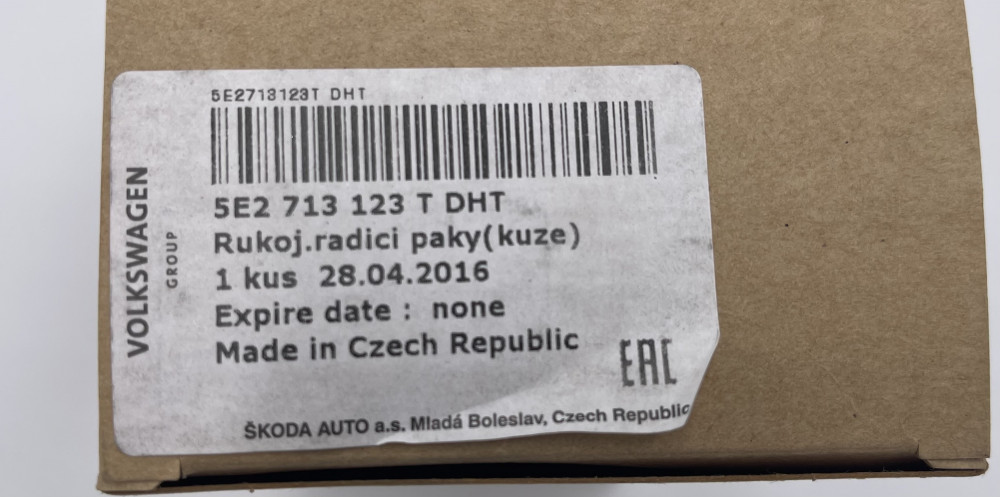 5E2713123T DHT
5E2 713 123 T DHT
Rukoj.radici paky(kuze)
1 kus 28.04.2016
Expire date : none
Made in Czech Republic
EAC
ŠKODA AUTO a.s. Mladá Boleslav, Czech Republic
VOLKSWAGEN
GROUP